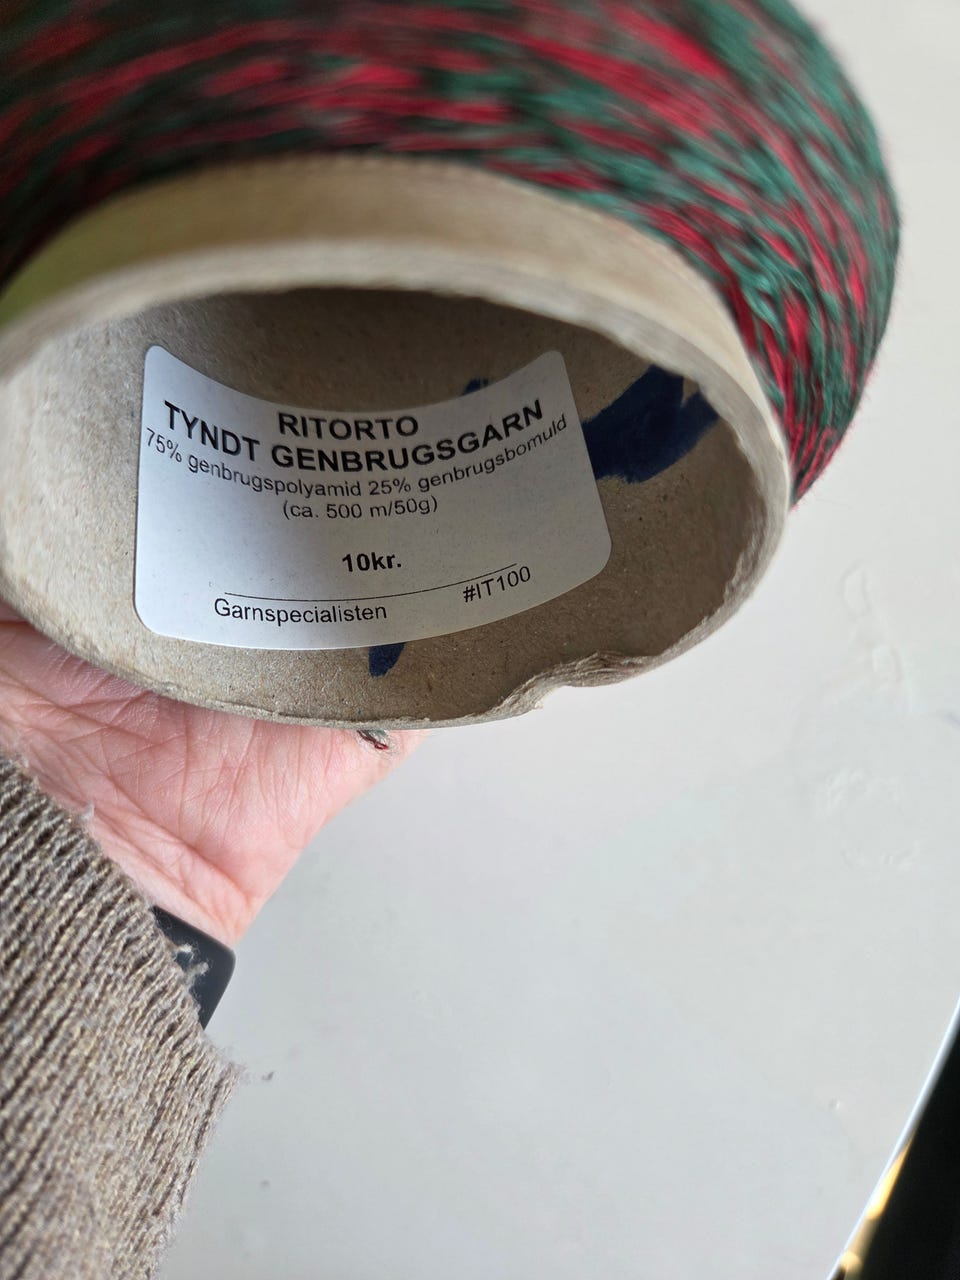 RITORTO
TYNDT GENBRUGSGARN
75% genbrugspolyamid 25% genbrugsbomuld
(ca. 500 m/50g)
10kr.
Garnspecialisten #IT100